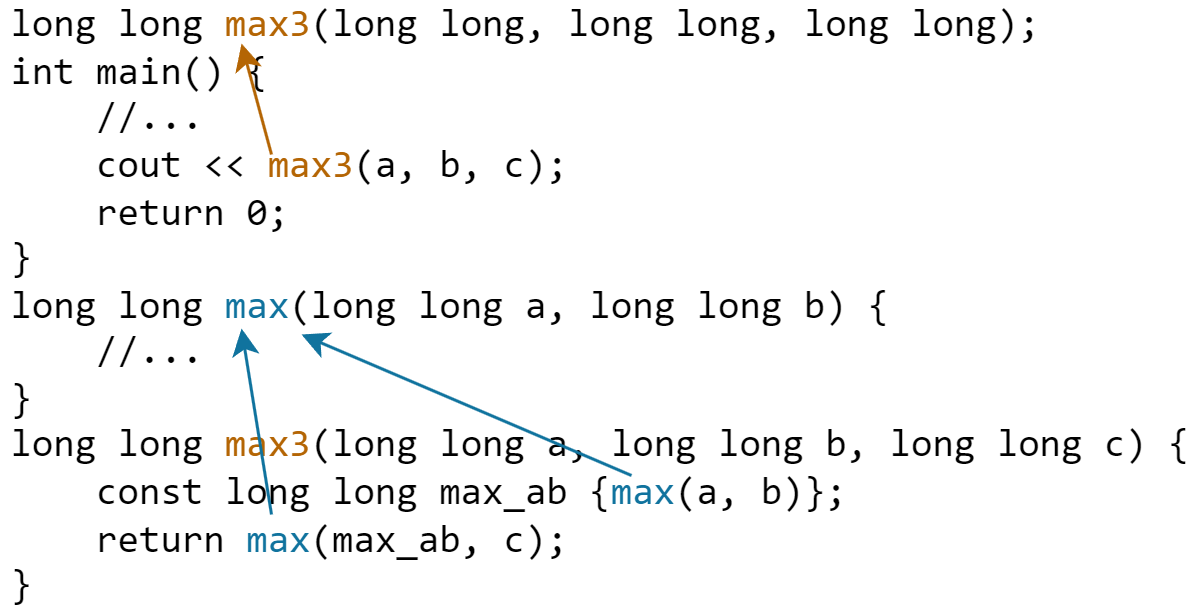 long long max3(long long, long long, long long);
int main() {
    //...
    cout << max3(a, b, c);
    return 0;
}
long long max(long long a, long long b) {
    //...
}
long long max3(long long a, long long b, long long c) {
    const long long max_ab {max(a, b)};
    return max(max_ab, c);
}